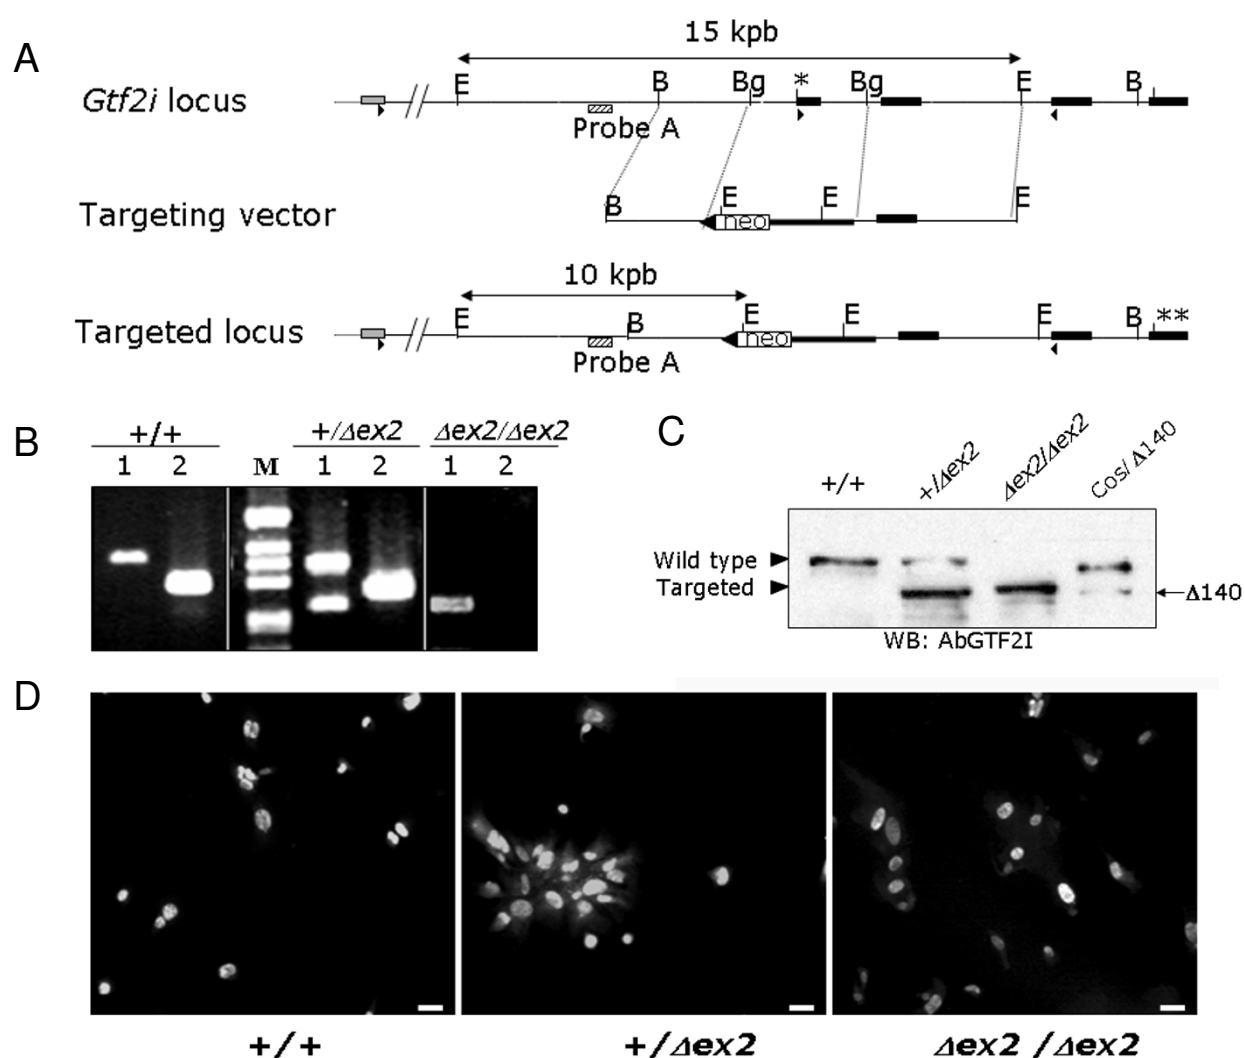 A
15 kpb
E B Bg * Bg E B
Gtf2i locus
Probe A
B E E E
Targeting vector
neo
10 kpb
E B E E E B **
Targeted locus
neo
Probe A
B
+/+ +/Δex2 Δex2/Δex2
1 2 M 1 2 1 2
C
+/+ +/Δex2 Δex2/Δex2 Cos/Δ140
Wild type
Targeted
Δ140
WB: AbGTF2I
D
+/+ +/Δex2 Δex2/Δex2